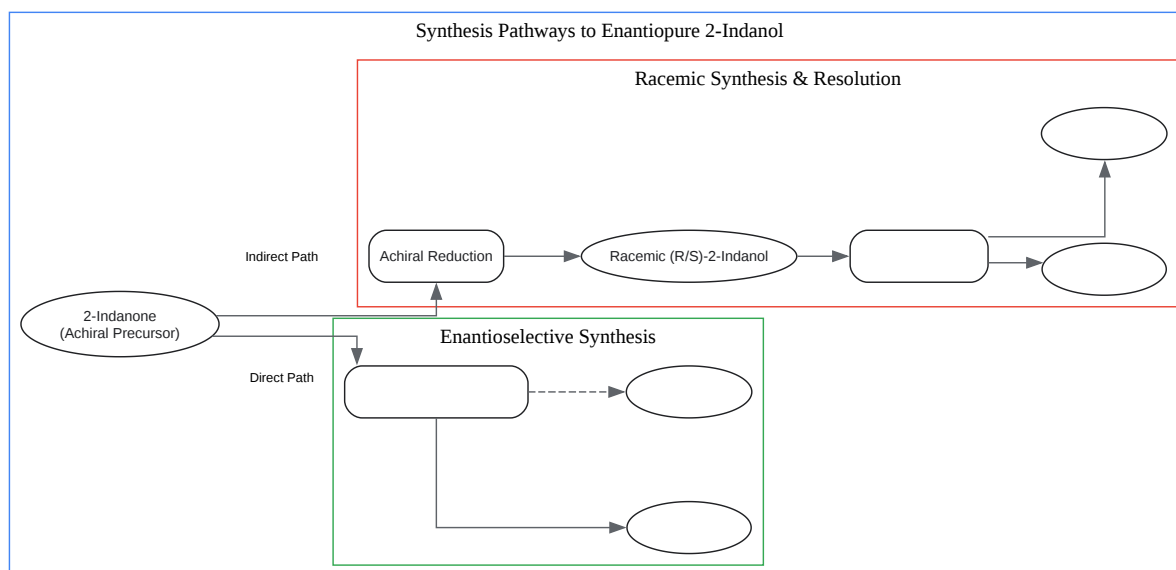 Synthesis Pathways to Enantiopure 2-Indanol
Racemic Synthesis & Resolution
Achiral Reduction
Racemic (R/S)-2-Indanol
Indirect Path
2-Indanone
(Achiral Precursor)
Enantioselective Synthesis
Direct Path